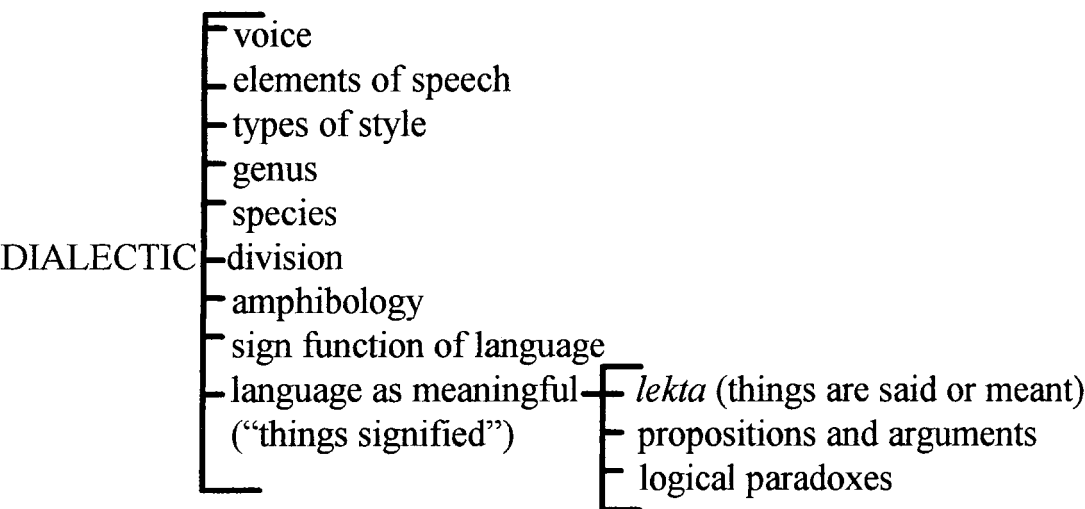 voice
elements of speech
types of style
genus
species
DIALECTIC division
amphibology
sign function of language
language as meaningful lekta (things are said or meant)
(“things signified”) propositions and arguments
logical paradoxes